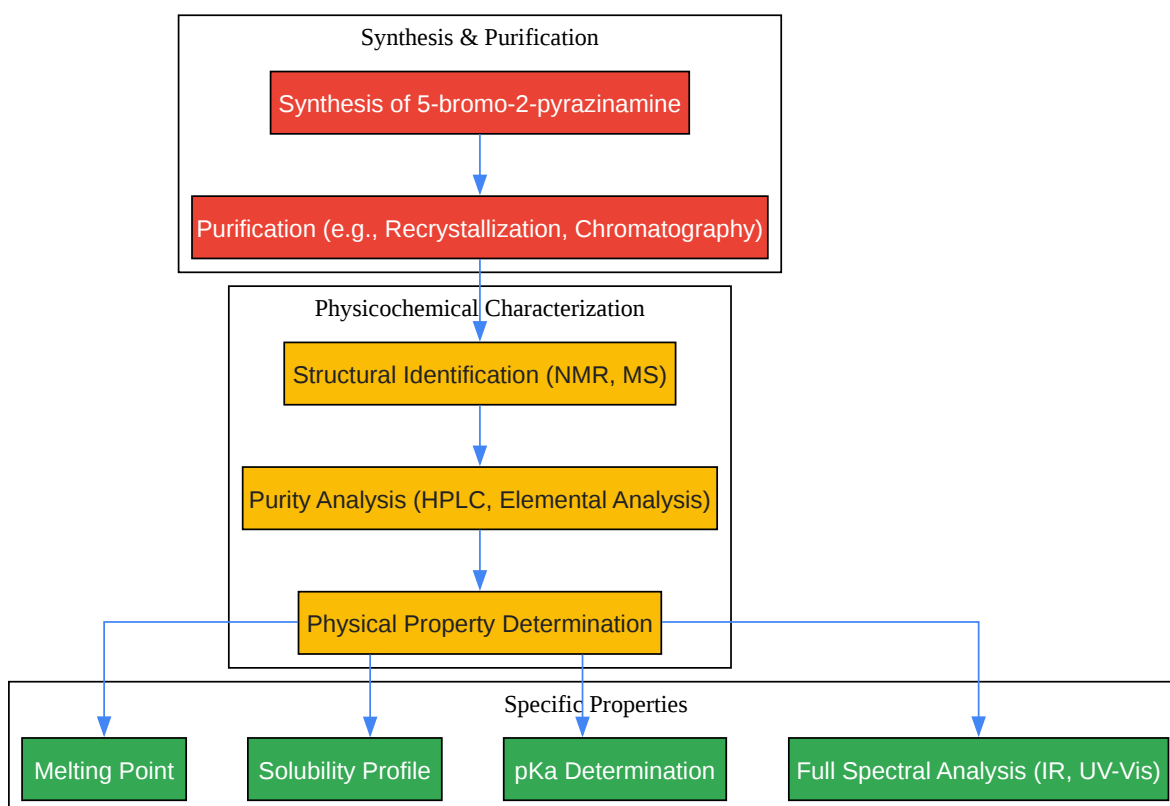 Synthesis & Purification
Synthesis of 5-bromo-2-pyrazinamine
Purification (e.g., Recrystallization, Chromatography)
Physicochemical Characterization
Structural Identification (NMR, MS)
Purity Analysis (HPLC, Elemental Analysis)
Physical Property Determination
Specific Properties
Melting Point
Solubility Profile
pKa Determination
Full Spectral Analysis (IR, UV-Vis)